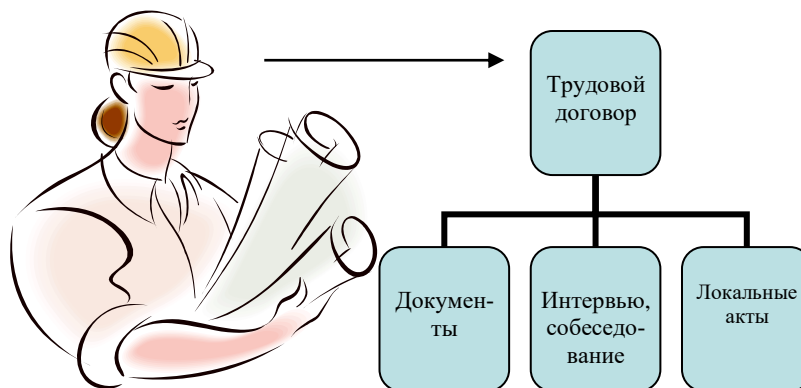 Трудовой
договор
Докумен-
ты
Интервью,
собеседо-
вание
Локальные
акты